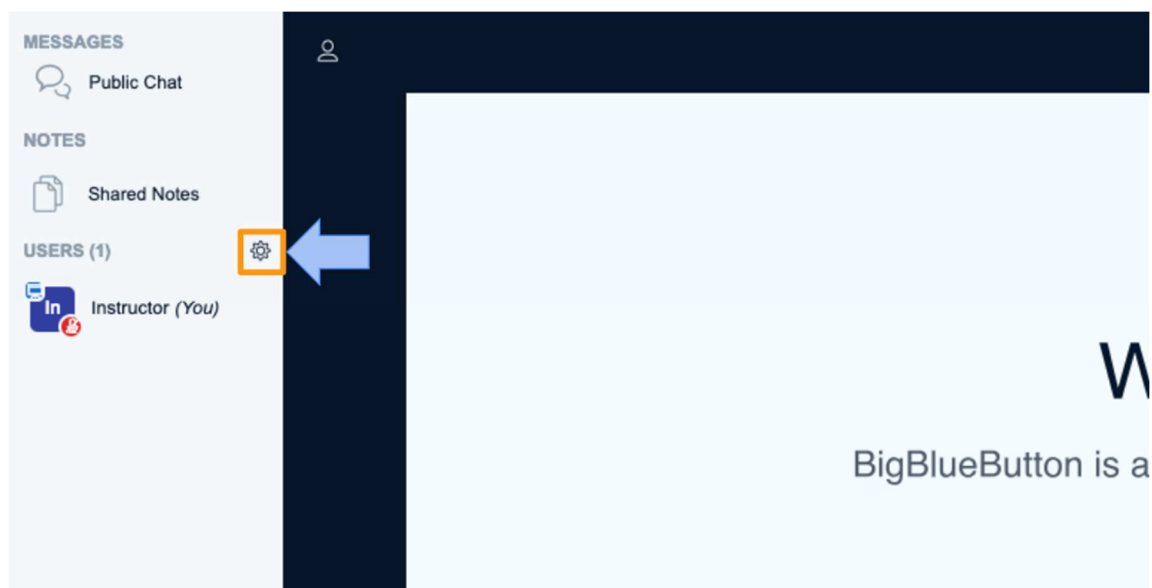 MESSAGES
Public Chat
NOTES
Shared Notes
USERS (1)
In
Instructor (You)
W
BigBlueButton is a